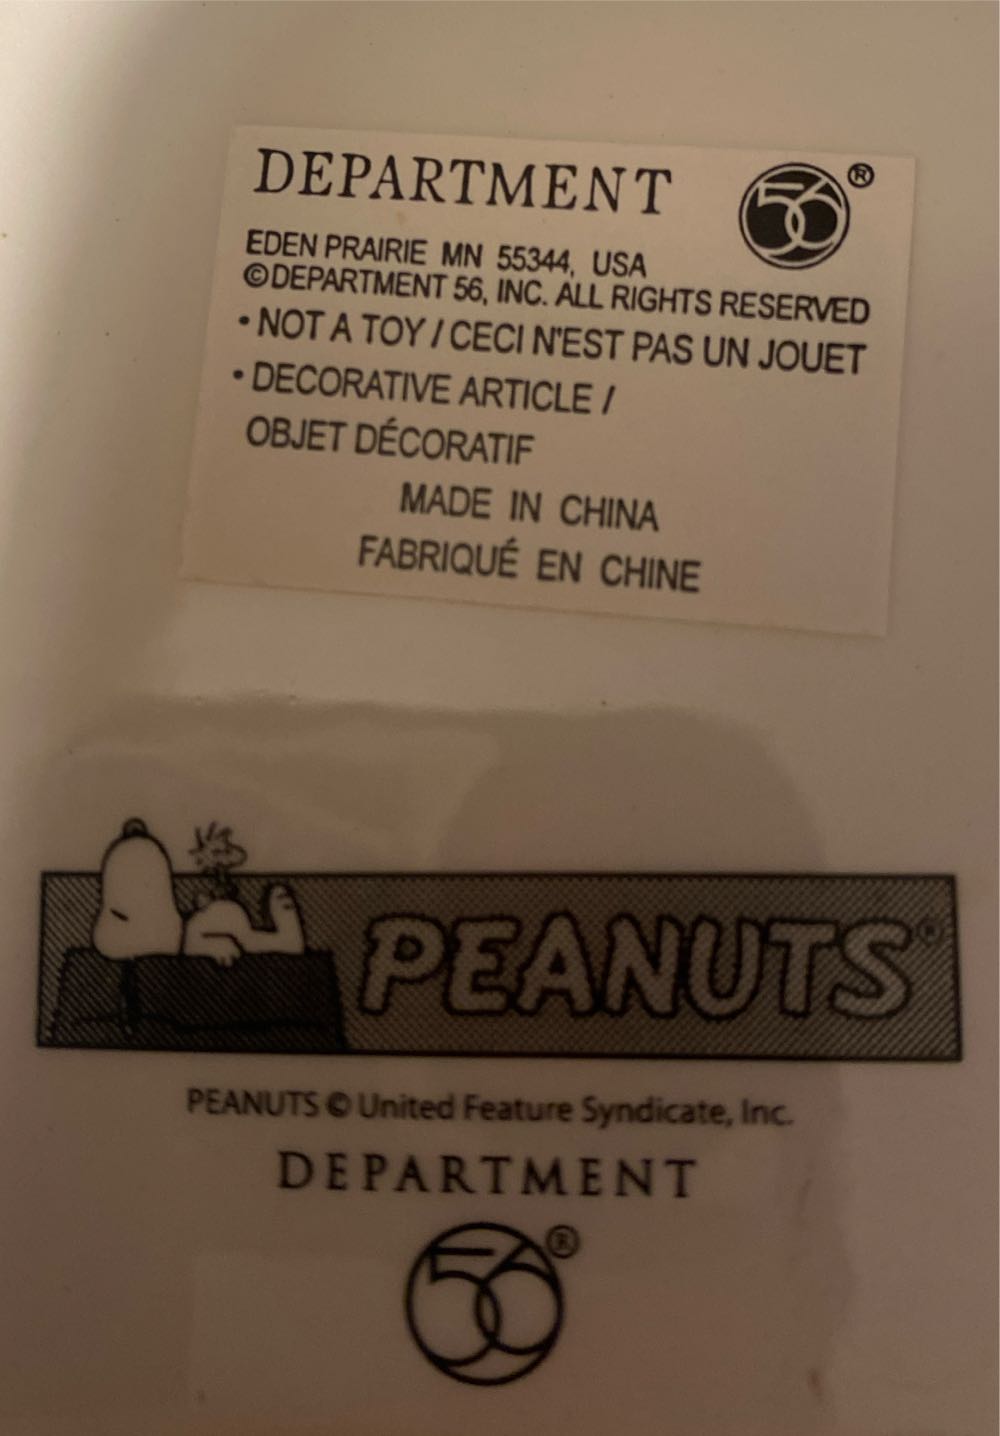 DEPARTMENT 56®
EDEN PRAIRIE MN 55344, USA
©DEPARTMENT 56, INC. ALL RIGHTS RESERVED
• NOT A TOY / CECI N'EST PAS UN JOUET
• DECORATIVE ARTICLE /
OBJET DÉCORATIF
MADE IN CHINA
FABRIQUÉ EN CHINE
PEANUTS®
PEANUTS © United Feature Syndicate, Inc.
DEPARTMENT
56®